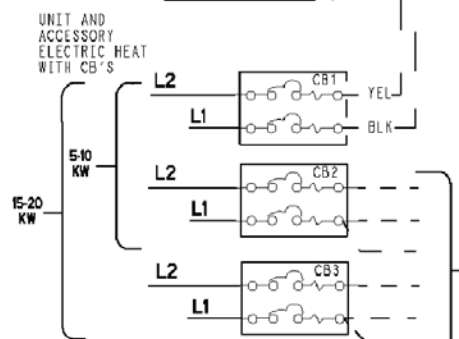 UNIT AND
ACCESSORY
ELECTRIC HEAT
WITH CB'S
L2
CB1
YEL
L1
BLK
5-10
KW
L2
CB2
15-20
KW
L1
L2
CB3
L1